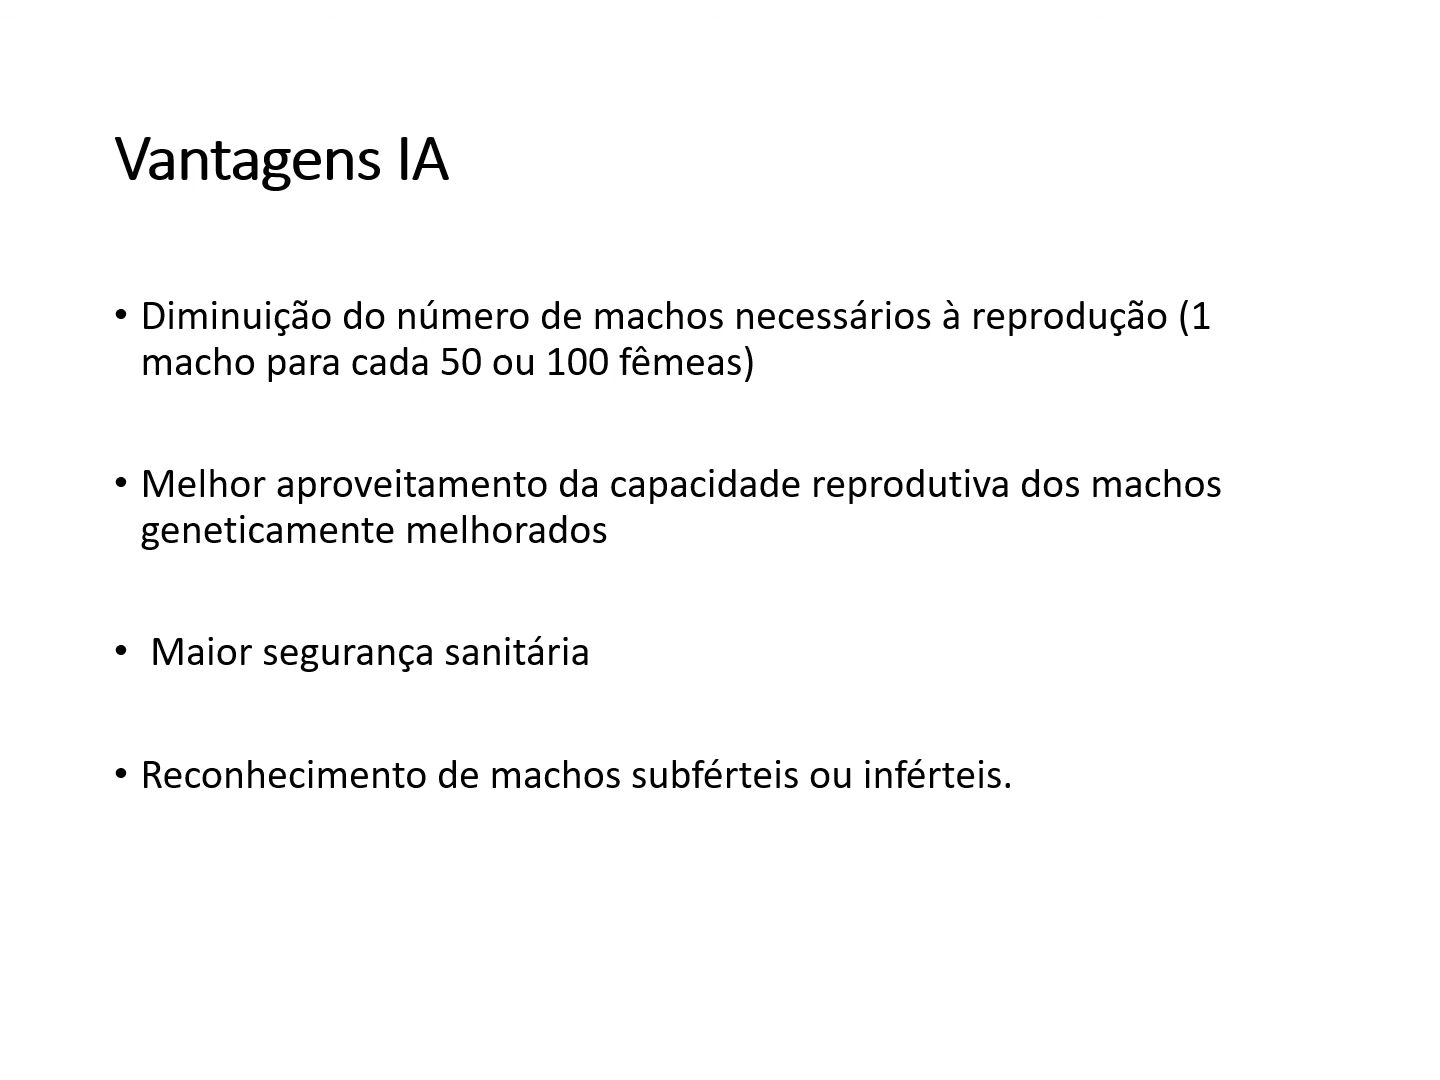 Vantagens IA
• Diminuição do número de machos necessários à reprodução (1
macho para cada 50 ou 100 fêmeas)
• Melhor aproveitamento da capacidade reprodutiva dos machos
geneticamente melhorados
• Maior segurança sanitária
• Reconhecimento de machos subférteis ou inférteis.